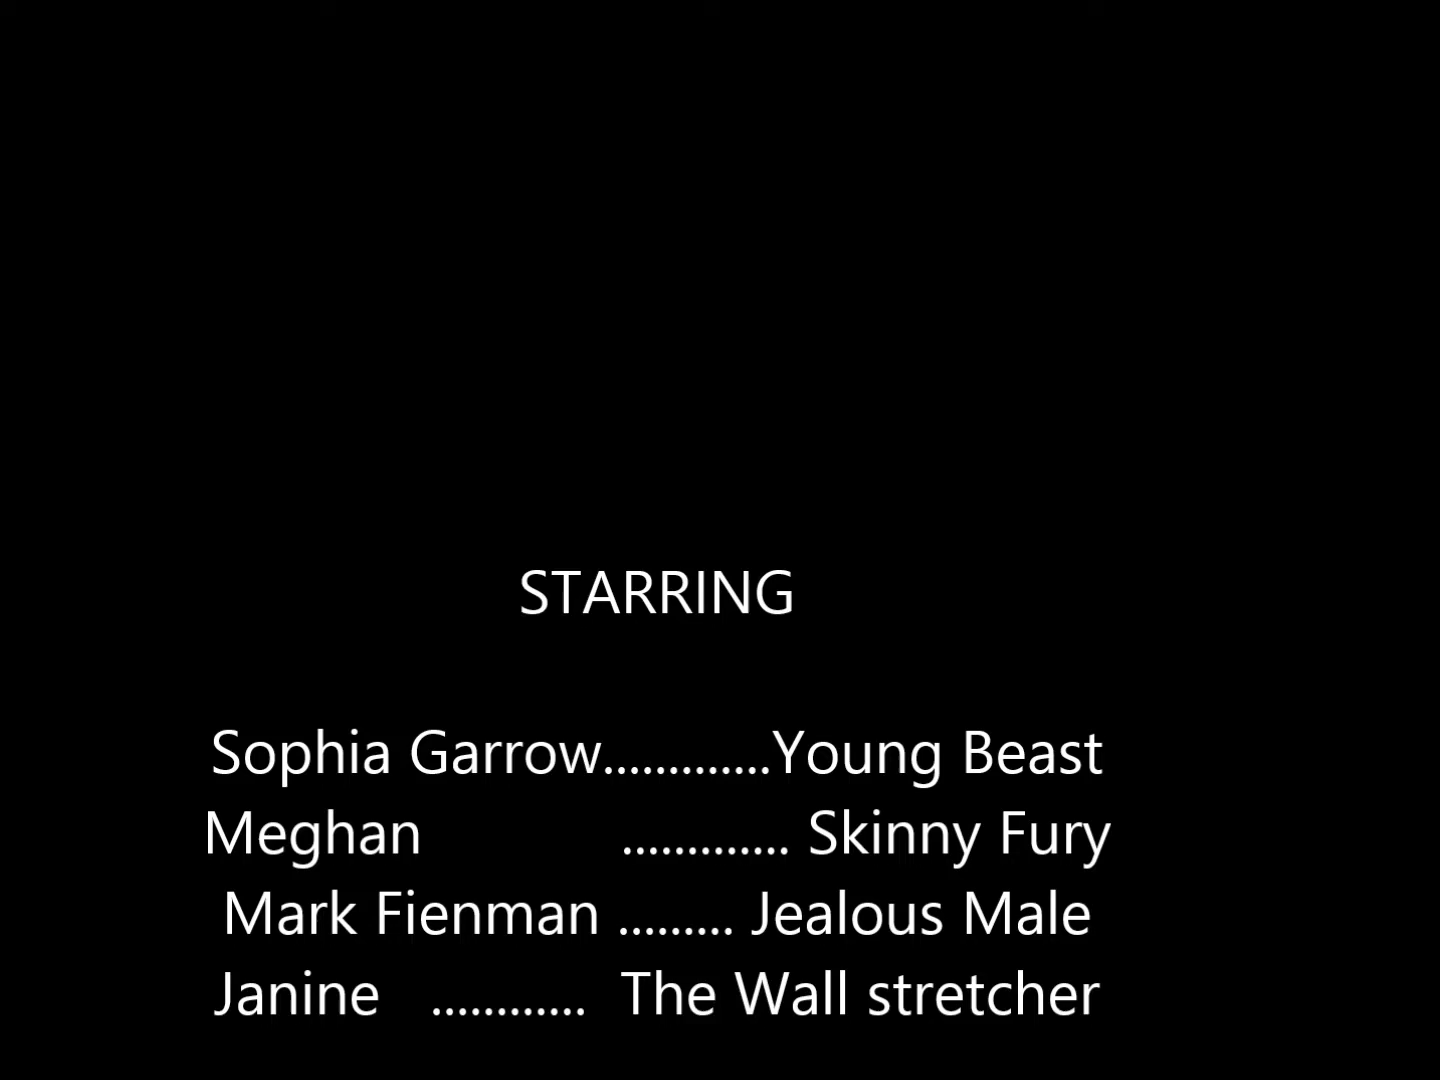 STARRING
Sophia Garrow.............Young Beast
Meghan ............. Skinny Fury
Mark Fienman ......... Jealous Male
Janine ............ The Wall stretcher